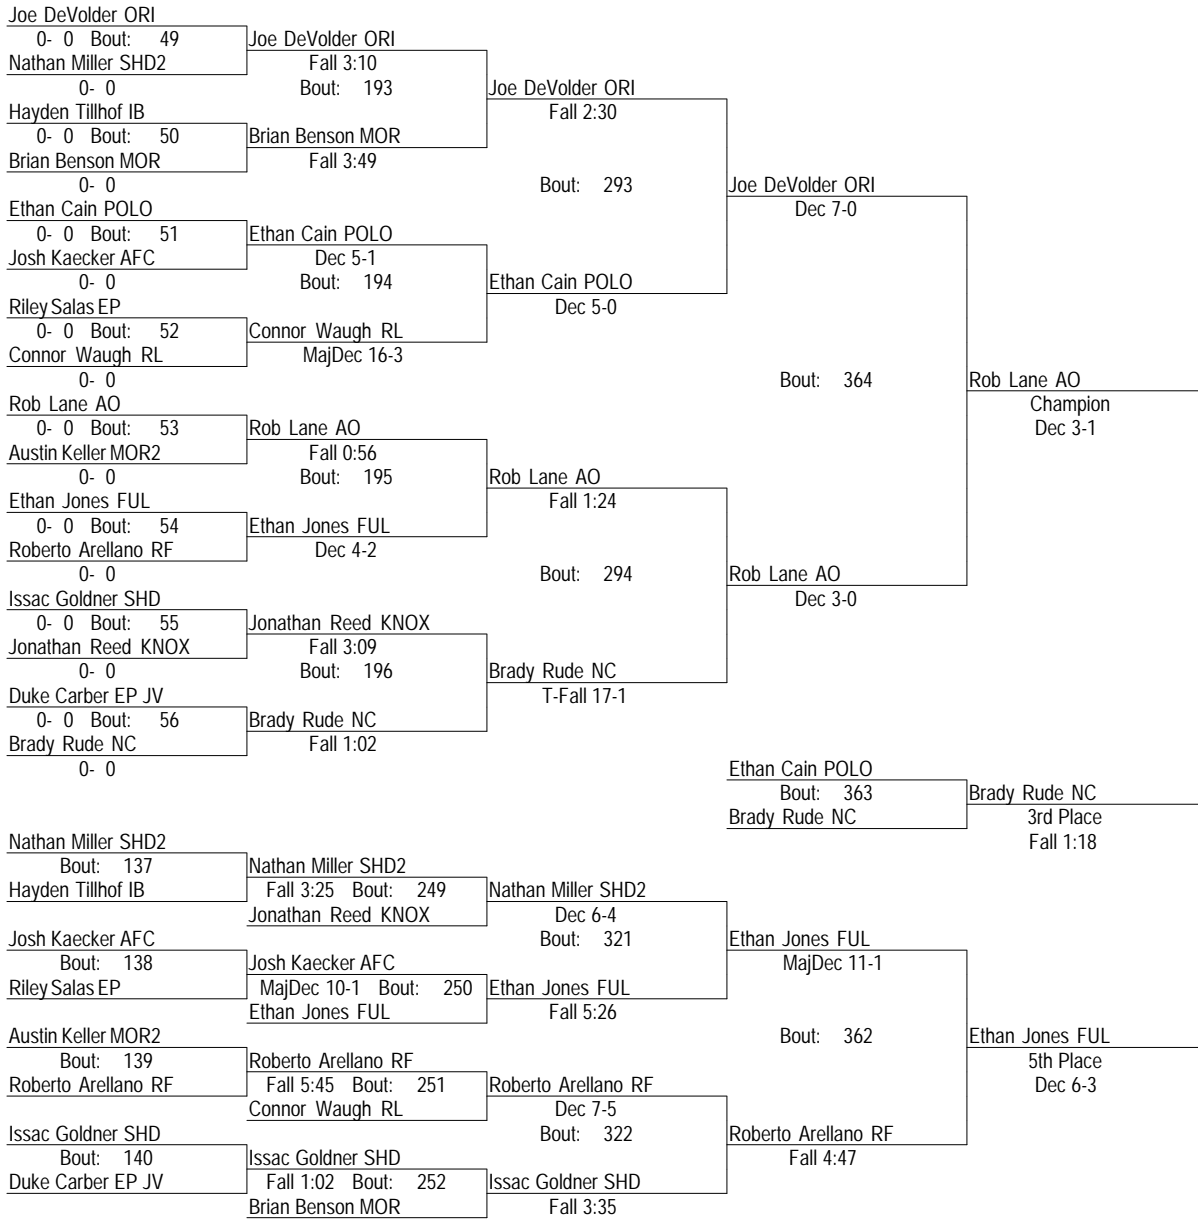 Joe DeVolder ORI
0- 0 Bout: 49 Joe DeVolder ORI
Nathan Miller SHD2 Fall 3:10
0- 0 Bout: 193 Joe DeVolder ORI
Hayden Tillhof IB Fall 2:30
0- 0 Bout: 50 Brian Benson MOR
Brian Benson MOR Fall 3:49
0- 0 Bout: 293 Joe DeVolder ORI
Ethan Cain POLO Dec 7-0
0- 0 Bout: 51 Ethan Cain POLO
Josh Kaecker AFC Dec 5-1
0- 0 Bout: 194 Ethan Cain POLO
Riley Salas EP Dec 5-0
0- 0 Bout: 52 Connor Waugh RL
Connor Waugh RL MajDec 16-3
0- 0 Bout: 364 Rob Lane AO
Rob Lane AO Champion
0- 0 Bout: 53 Rob Lane AO Dec 3-1
Austin Keller MOR2 Fall 0:56
0- 0 Bout: 195 Rob Lane AO
Ethan Jones FUL Fall 1:24
0- 0 Bout: 54 Ethan Jones FUL
Roberto Arellano RF Dec 4-2
0- 0 Bout: 294 Rob Lane AO
Issac Goldner SHD Dec 3-0
0- 0 Bout: 55 Jonathan Reed KNOX
Jonathan Reed KNOX Fall 3:09
0- 0 Bout: 196 Brady Rude NC
Duke Carber EP JV T-Fall 17-1
0- 0 Bout: 56 Brady Rude NC
Brady Rude NC Fall 1:02
0- 0 Ethan Cain POLO
Bout: 363 Brady Rude NC
Brady Rude NC 3rd Place
Nathan Miller SHD2 Fall 1:18
Bout: 137 Nathan Miller SHD2
Hayden Tillhof IB Fall 3:25 Bout: 249 Nathan Miller SHD2
Jonathan Reed KNOX Dec 6-4
Josh Kaecker AFC Bout: 321 Ethan Jones FUL
Bout: 138 Josh Kaecker AFC MajDec 11-1
Riley Salas EP MajDec 10-1 Bout: 250 Ethan Jones FUL
Ethan Jones FUL Fall 5:26
Austin Keller MOR2 Bout: 362 Ethan Jones FUL
Bout: 139 Roberto Arellano RF 5th Place
Roberto Arellano RF Fall 5:45 Bout: 251 Roberto Arellano RF Dec 6-3
Connor Waugh RL Dec 7-5
Issac Goldner SHD Bout: 322 Roberto Arellano RF
Bout: 140 Issac Goldner SHD Fall 4:47
Duke Carber EP JV Fall 1:02 Bout: 252 Issac Goldner SHD
Brian Benson MOR Fall 3:35